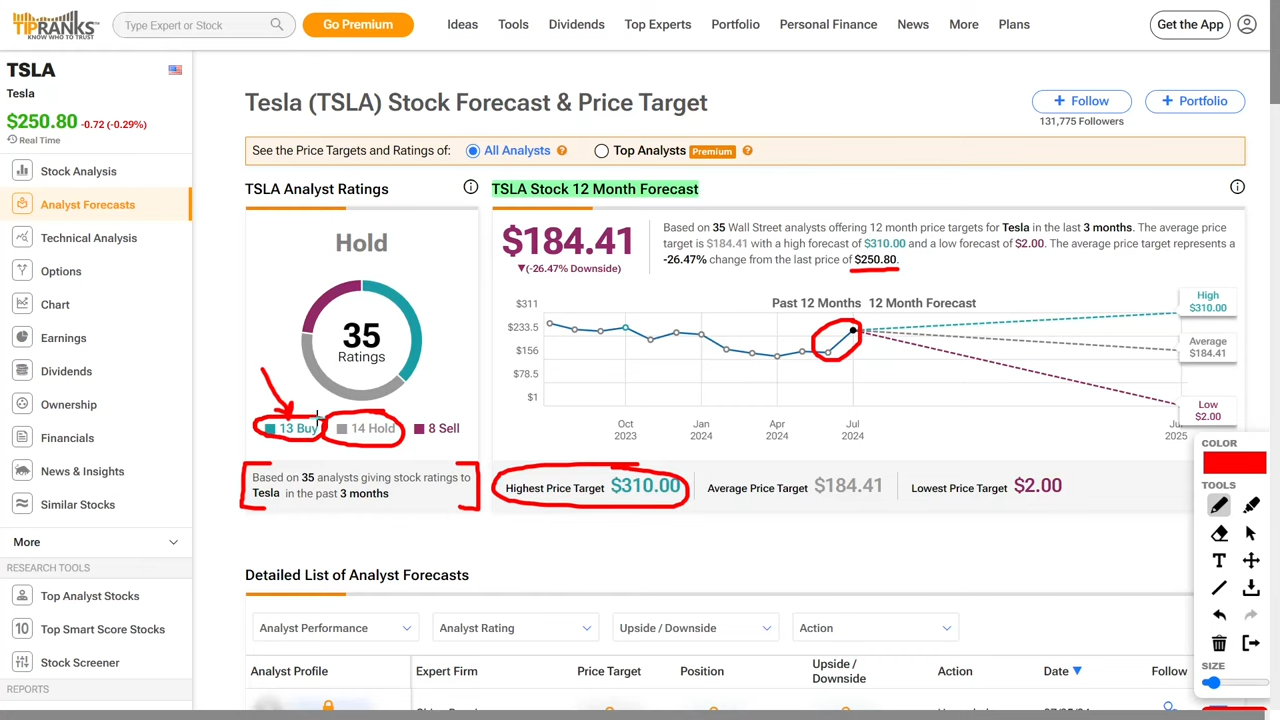 TIPRANKS
KNOW WHO TO TRUST
Type Expert or Stock
Go Premium
Ideas
Tools
Dividends
Top Experts
Portfolio
Personal Finance
News
More
Plans
Get the App
TSLA
Tesla
$250.80 -0.72 (-0.29%)
Real Time
Stock Analysis
Analyst Forecasts
Technical Analysis
Options
Chart
Earnings
Dividends
Ownership
Financials
News & Insights
Similar Stocks
More
RESEARCH TOOLS
Top Analyst Stocks
10 Top Smart Score Stocks
Stock Screener
REPORTS
Tesla (TSLA) Stock Forecast & Price Target
+ Follow
131,775 Followers
+ Portfolio
See the Price Targets and Ratings of:
All Analysts ?
Top Analysts Premium ?
TSLA Analyst Ratings
Hold
35
Ratings
13 Buy
14 Hold
8 Sell
Based on 35 analysts giving stock ratings to
Tesla in the past 3 months
TSLA Stock 12 Month Forecast
$184.41
▼(-26.47% Downside)
Based on 35 Wall Street analysts offering 12 month price targets for Tesla in the last 3 months. The average price
target is $184.41 with a high forecast of $310.00 and a low forecast of $2.00. The average price target represents a
-26.47% change from the last price of $250.80.
Past 12 Months
12 Month Forecast
$311
$233.5
$156
$78.5
$1
Oct
2023
Jan
2024
Apr
2024
Jul
2024
2025
High
$310.00
Average
$184.41
Low
$2.00
Highest Price Target $310.00
Average Price Target $184.41
Lowest Price Target $2.00
Detailed List of Analyst Forecasts
Analyst Performance
Analyst Rating
Upside / Downside
Action
Analyst Profile
Expert Firm
Price Target
Position
Upside /
Downside
Action
Date ▼
Follow
COLOR
TOOLS
T
SIZE